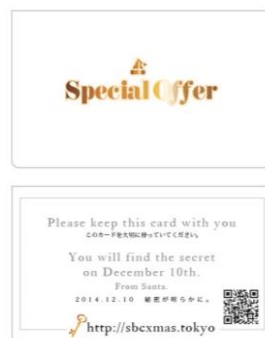 Special Offer
Please keep this card with you
このカードを大切に持っていてください。
You will find the secret
on December 10th.
From Santa.
2014.12.10 秘密が明らかに。
http://sbcxmas.tokyo